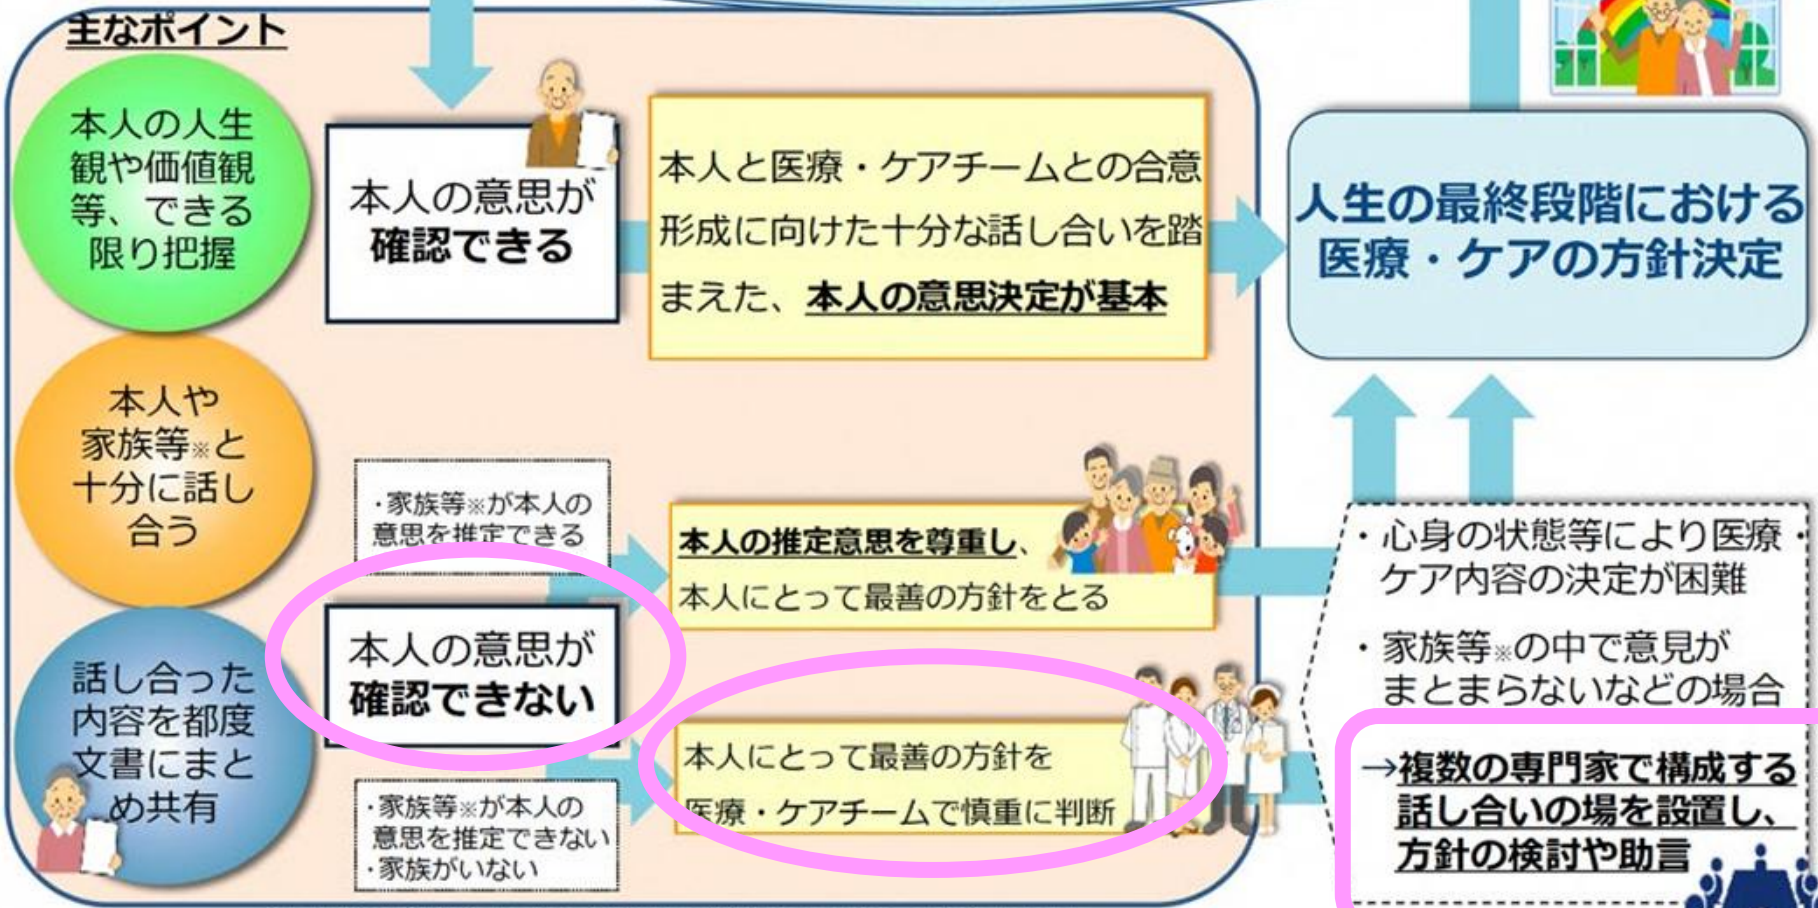 主なポイント
本人の人生
観や価値観
等、できる
限り把握
本人の意思が
確認できる
本人と医療・ケアチームとの合意
形成に向けた十分な話し合いを踏
まえた、本人の意思決定が基本
人生の最終段階における
医療・ケアの方針決定
本人や
家族等※と
十分に話し
合う
・家族等※が本人の
意思を推定できる
本人の推定意思を尊重し、
本人にとって最善の方針をとる
・心身の状態等により医療・
ケア内容の決定が困難
・家族等※の中で意見が
まとまらないなどの場合
→複数の専門家で構成する
話し合いの場を設置し、
方針の検討や助言
話し合った
内容を都度
文書にまと
め共有
本人の意思が
確認できない
本人にとって最善の方針を
医療・ケアチームで慎重に判断
・家族等※が本人の
意思を推定できない
・家族がいない